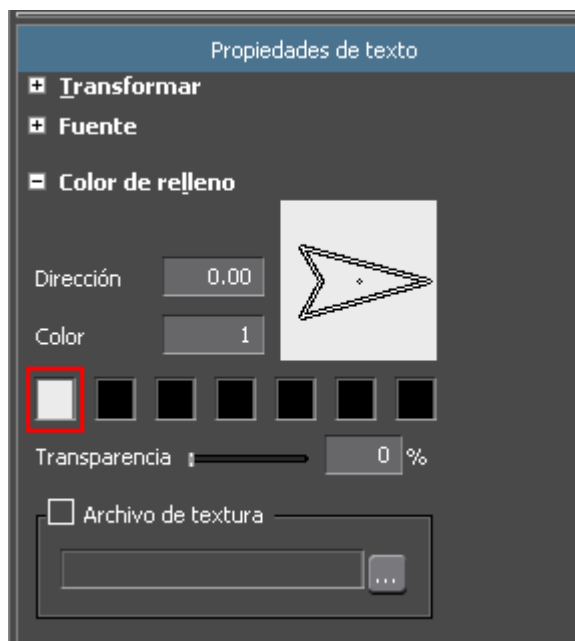 Propiedades de texto
Transformar
Fuente
Color de relleno
Dirección 0.00
Color 1
Transparencia 0 %
Archivo de textura
...